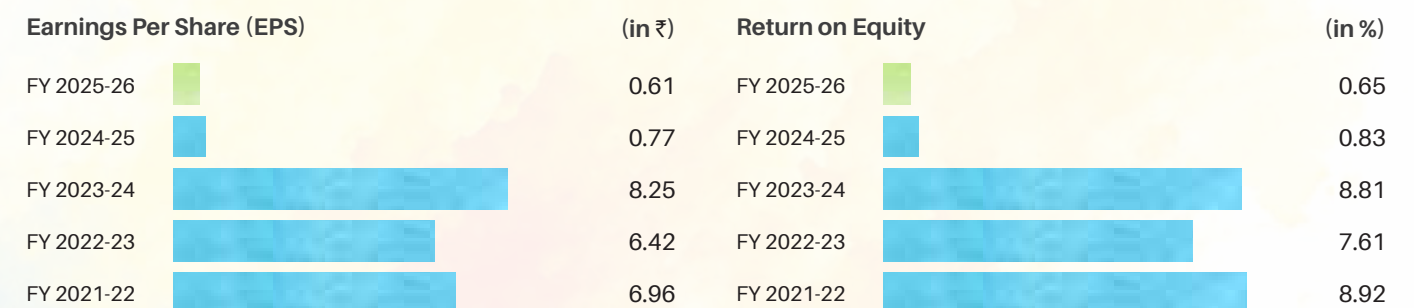 Earnings Per Share (EPS) (in ₹)
FY 2025-26 0.61
FY 2024-25 0.77
FY 2023-24 8.25
FY 2022-23 6.42
FY 2021-22 6.96
Return on Equity (in %)
FY 2025-26 0.65
FY 2024-25 0.83
FY 2023-24 8.81
FY 2022-23 7.61
FY 2021-22 8.92